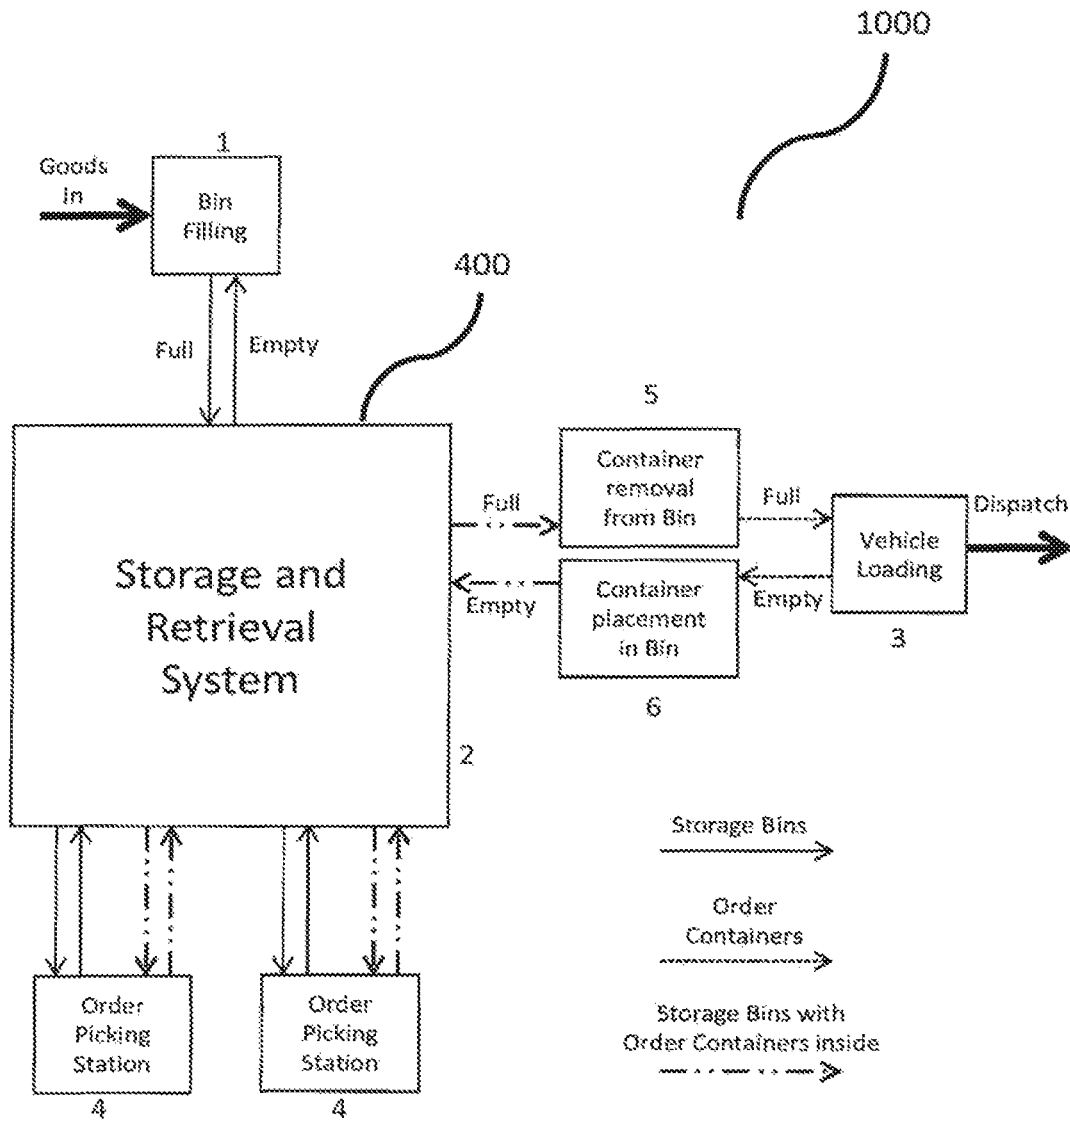 1000
1
Goods
in
Bin
Filling
400
Full
Empty
5
Container
removal
from Bin
Full
Full
Dispatch
Vehicle
Loading
Storage and
Retrieval
System
Empty
Container
placement
in Bin
Empty
3
6
2
Storage Bins
Order
Containers
Storage Bins with
Order Containers inside
Order
Picking
Station
Order
Picking
Station
4
4